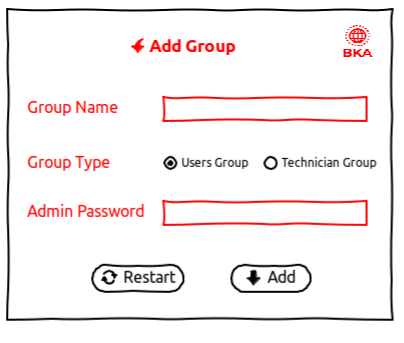 Add Group
BKA
Group Name
Group Type Users Group Technician Group
Admin Password
Restart Add